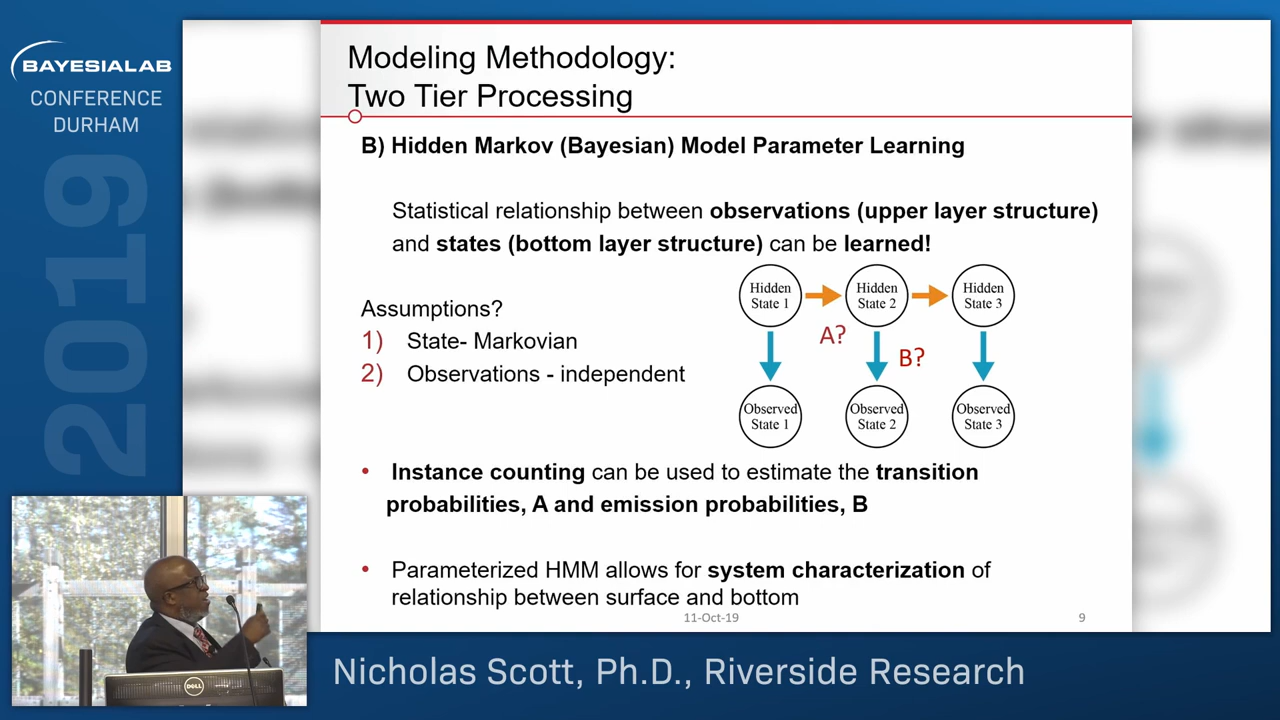 BAYESIALAB
CONFERENCE
DURHAM
2019
Modeling Methodology:
Two Tier Processing
B) Hidden Markov (Bayesian) Model Parameter Learning
Statistical relationship between observations (upper layer structure)
and states (bottom layer structure) can be learned!
Assumptions?
1) State- Markovian
2) Observations - independent
Hidden
State 1
Hidden
State 2
Hidden
State 3
A?
B?
Observed
State 1
Observed
State 2
Observed
State 3
• Instance counting can be used to estimate the transition
probabilities, A and emission probabilities, B
• Parameterized HMM allows for system characterization of
relationship between surface and bottom
11-Oct-19
9
DELL
Nicholas Scott, Ph.D., Riverside Research